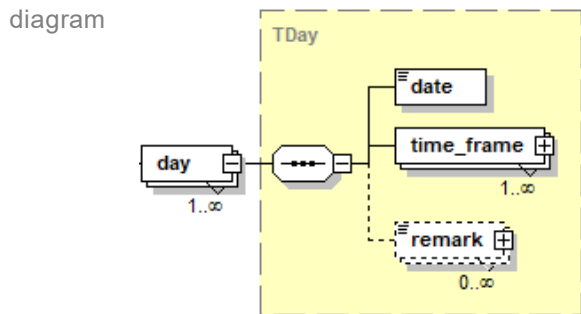 diagram
TDay
date
day
1..∞
time_frame
1..∞
remark
0..∞